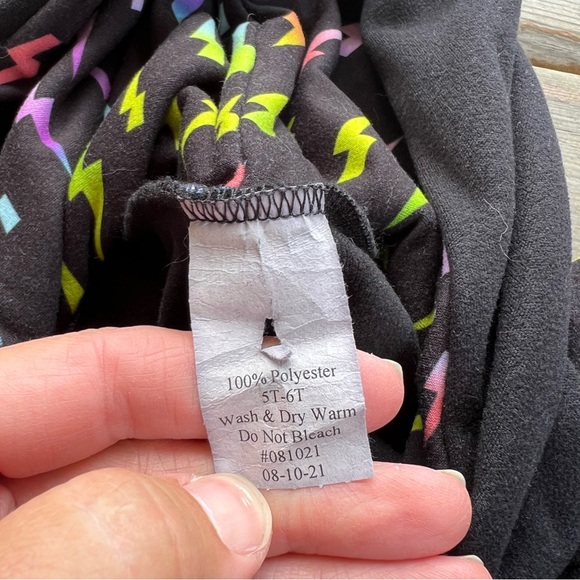 100% Polyester
5T-6T
Wash & Dry Warm
Do Not Bleach
#081021
08-10-21